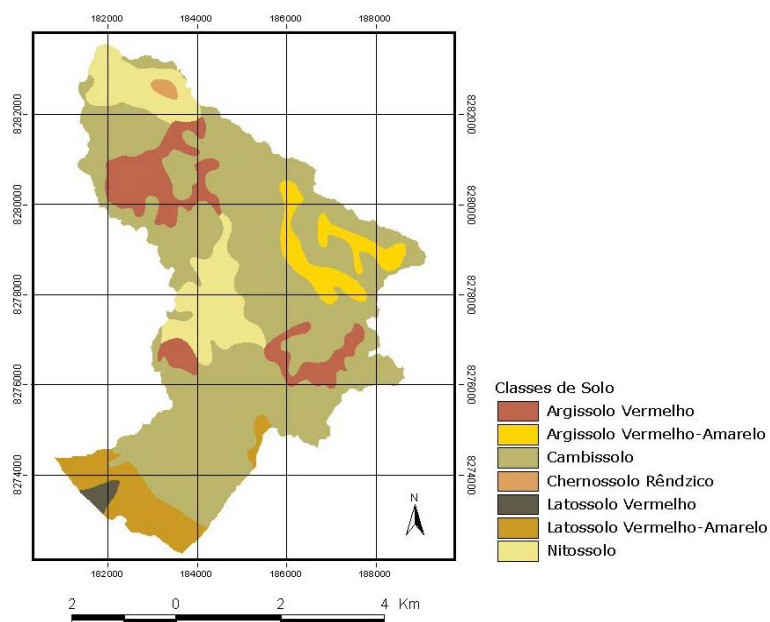 182000 184000 186000 188000
8282000 8282000
8280000 8280000
8278000 8278000
8276000 8276000
8274000 8274000
N
182000 184000 186000 188000
2 0 2 4 Km
Classes de Solo
Argissolo Vermelho
Argissolo Vermelho-Amarelo
Cambissolo
Chernossolo Rêndzico
Latossolo Vermelho
Latossolo Vermelho-Amarelo
Nitossolo